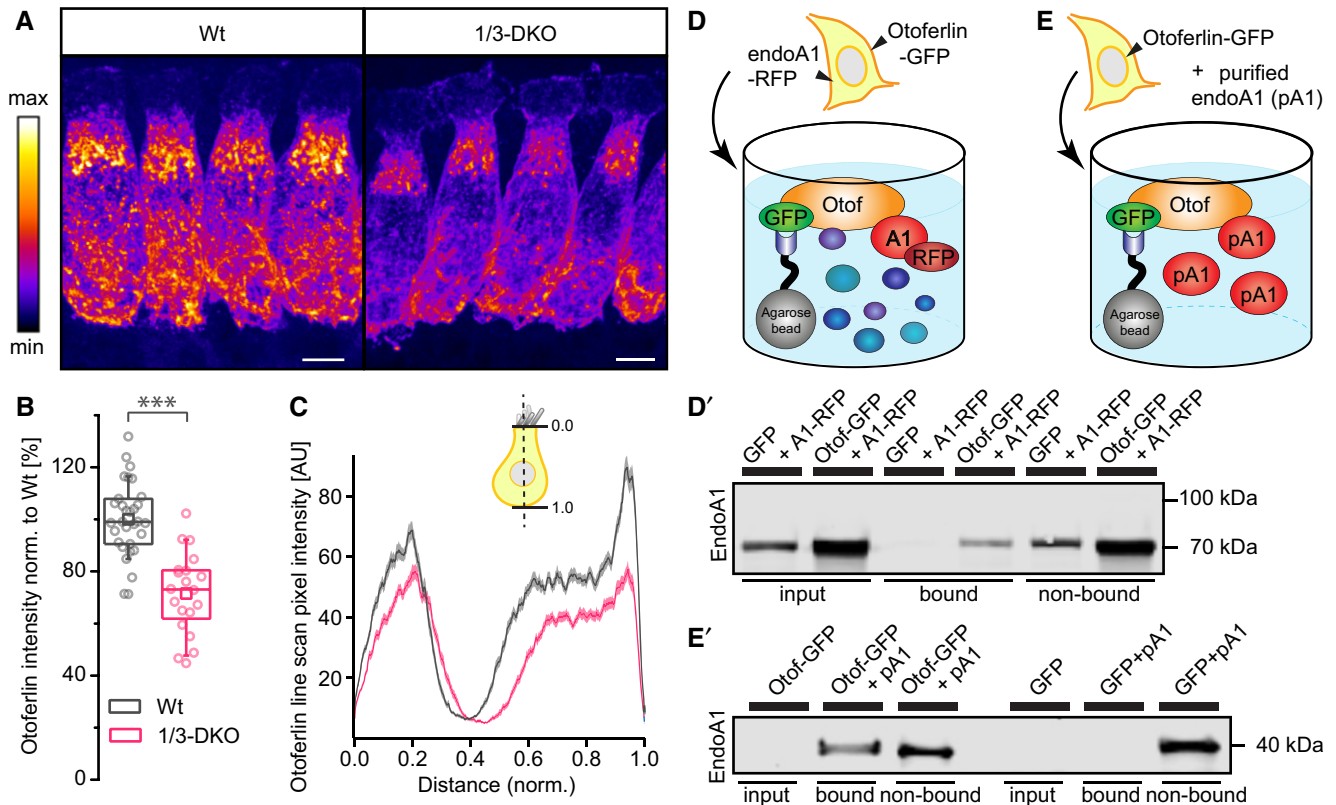 A
Wt
1/3-DKO
max
min
B
***
Otoferlin intensity norm. to Wt [%]
120
80
40
0
Wt
1/3-DKO
C
0.0
1.0
Otoferlin line scan pixel intensity [AU]
80
60
40
20
0.0
0.2
0.4
0.6
0.8
1.0
Distance (norm.)
D
endoA1
-RFP
Otoferlin
-GFP
Otof
GFP
A1
RFP
Agarose
bead
E
Otoferlin-GFP
+ purified
endoA1 (pA1)
Otof
GFP
pA1
pA1
pA1
Agarose
bead
D′
GFP
+ A1-RFP
Otof-GFP
+ A1-RFP
GFP
+ A1-RFP
Otof-GFP
+ A1-RFP
GFP
+ A1-RFP
Otof-GFP
+ A1-RFP
EndoA1
100 kDa
70 kDa
input
bound
non-bound
E′
Otof-GFP
Otof-GFP
+ pA1
Otof-GFP
+ pA1
GFP
GFP+pA1
GFP+pA1
EndoA1
40 kDa
input
bound
non-bound
input
bound
non-bound